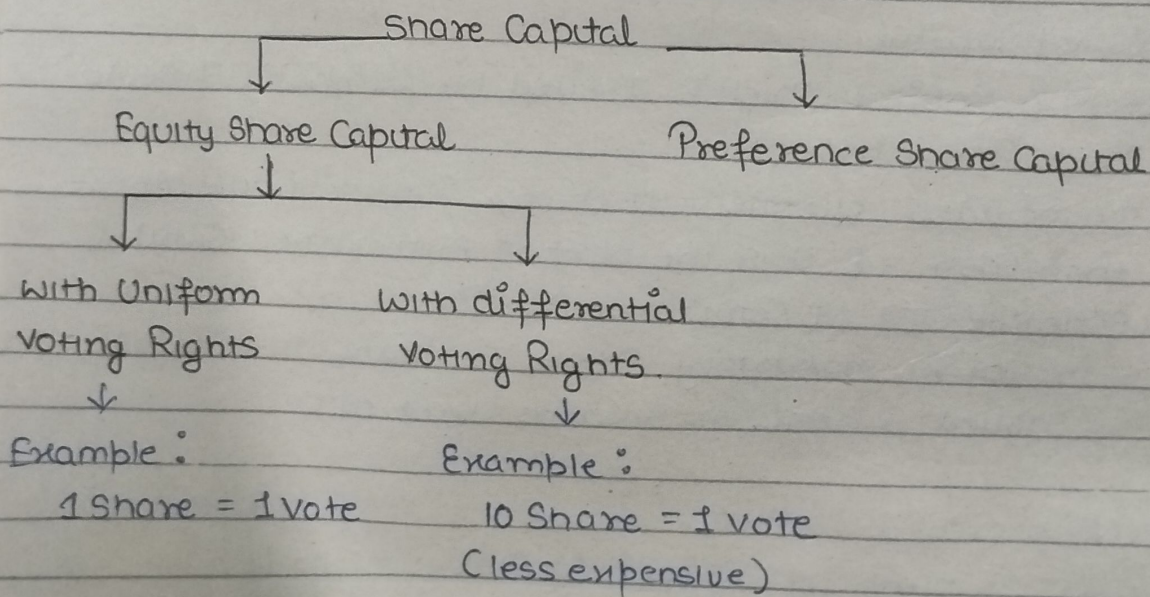 Share Capital
Equity Share Capital
Preference Share Capital
With Uniform
Voting Rights
With differential
Voting Rights.
Example :
1 Share = 1 vote
Example :
10 Share = 1 vote
(less expensive)